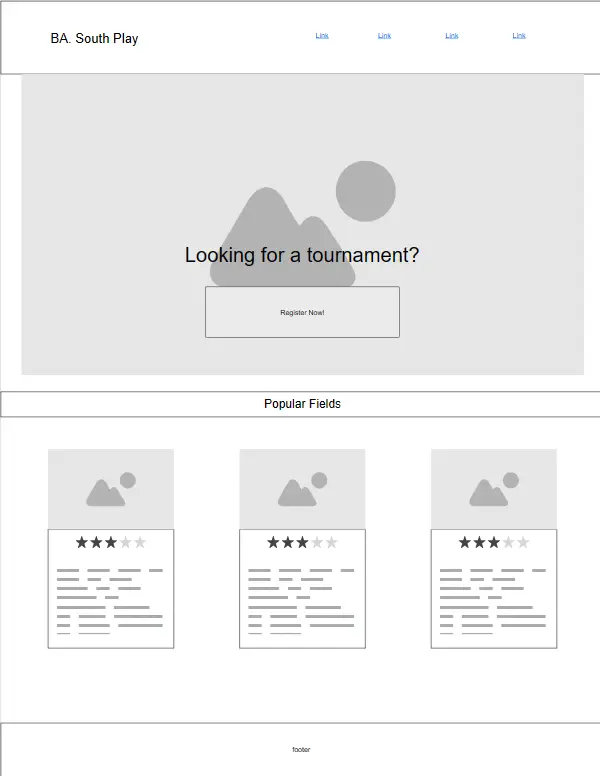 BA. South Play
Link Link Link Link
Looking for a tournament?
Register Now!
Popular Fields
footer